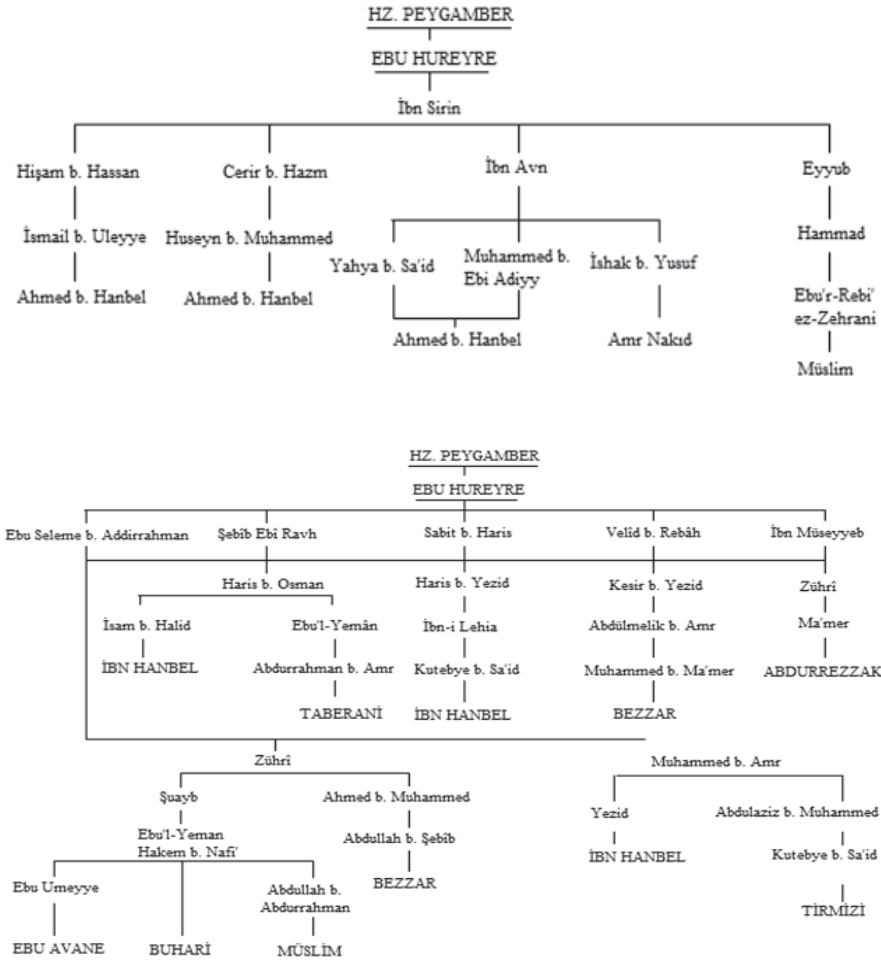 HZ. PEYGAMBER
EBU HUREYRE
İbn Sirin
Hişam b. Hassan
Cerir b. Hazm
İbn Avn
Eyyub
İsmail b. Uleyye
Huseyn b. Muhammed
Yahya b. Sa'id
Muhammed b.
Ebi Adiyy
İshak b. Yusuf
Hammad
Ahmed b. Hanbel
Ahmed b. Hanbel
Ahmed b. Hanbel
Amr Nakıd
Ebu'r-Rebi'
ez-Zehrani
Müslim
HZ. PEYGAMBER
EBU HUREYRE
Ebu Seleme b. Addirrahman
Şebîb Ebî Ravh
Sabit b. Haris
Velîd b. Rebâh
İbn Müseyyeb
Haris b. Osman
Haris b. Yezid
Kesir b. Yezid
Zührî
İsam b. Halid
Ebu'l-Yemân
İbn-i Lehia
Abdülmelik b. Amr
Ma'mer
İBN HANBEL
Abdurrahman b. Amr
Kutebye b. Sa'id
Muhammed b. Ma'mer
ABDURREZZAK
TABERANİ
İBN HANBEL
BEZZAR
Zührî
Muhammed b. Amr
Şuayb
Ahmed b. Muhammed
Yezid
Abdulaziz b. Muhammed
Ebu'l-Yeman
Hakem b. Nafi'
Abdullah b. Şebîb
İBN HANBEL
Kutebye b. Sa'id
Ebu Umeyye
Abdullah b.
Abdurrahman
BEZZAR
TİRMİZİ
EBU AVANE
BUHARİ
MÜSLİM